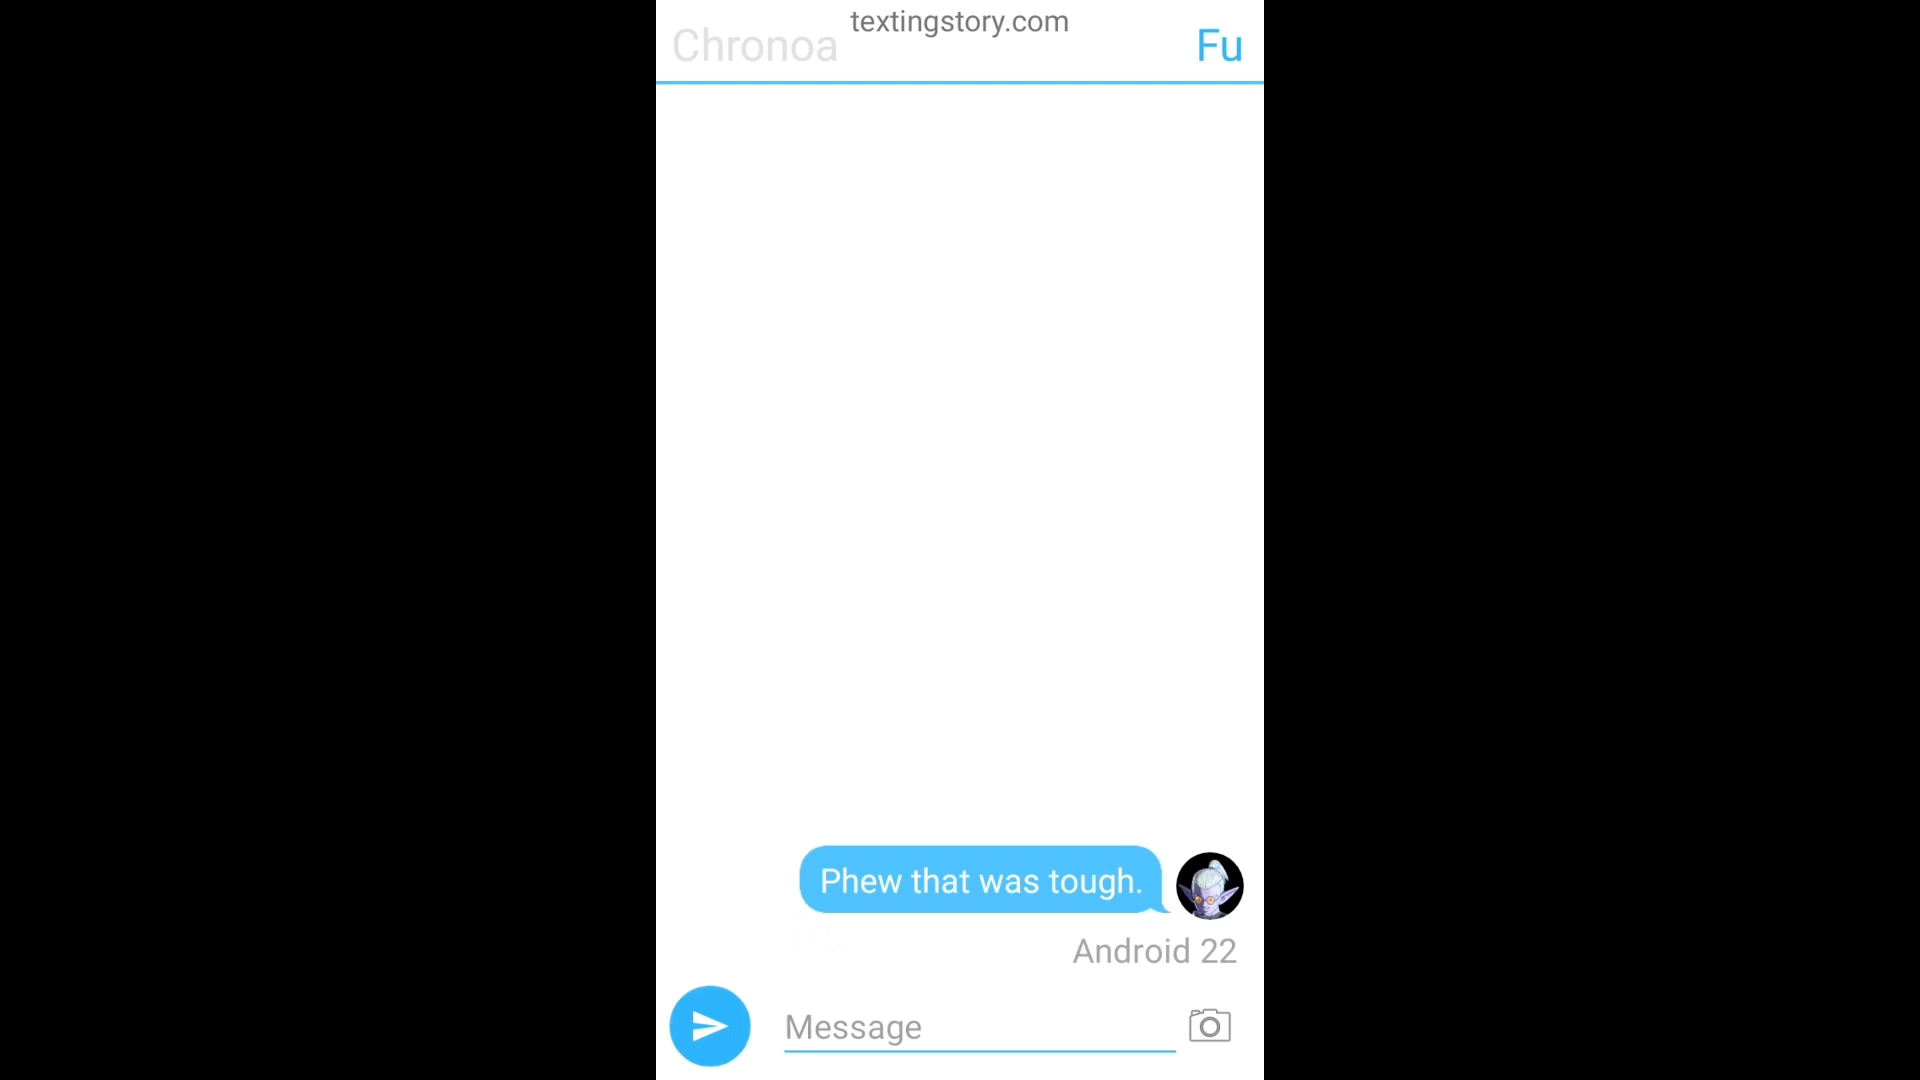 textingstory.com
Chronoa
Fu
Phew that was tough.
Android 22
Message